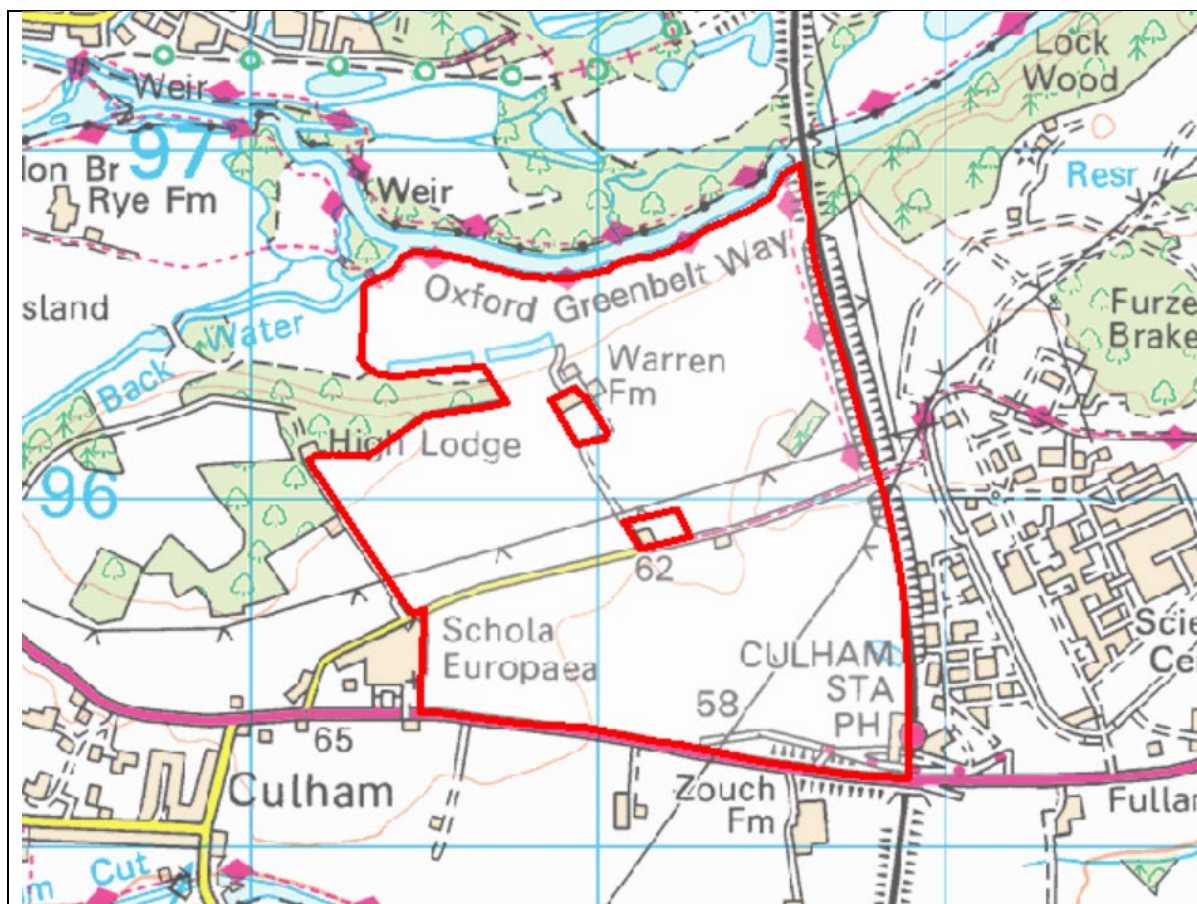 Lock
Wood
Weir
97
Resr
lon Br
Rye Fm
Weir
Oxford Greenbelt Way
sland
Furze
Brake
Back Water
Warren
Fm
High Lodge
96
62
Schola
Europaea
Scie
Ce
CULHAM
STA
PH
58
65
Culham
Zouch
Fm
Fullar
m Cut